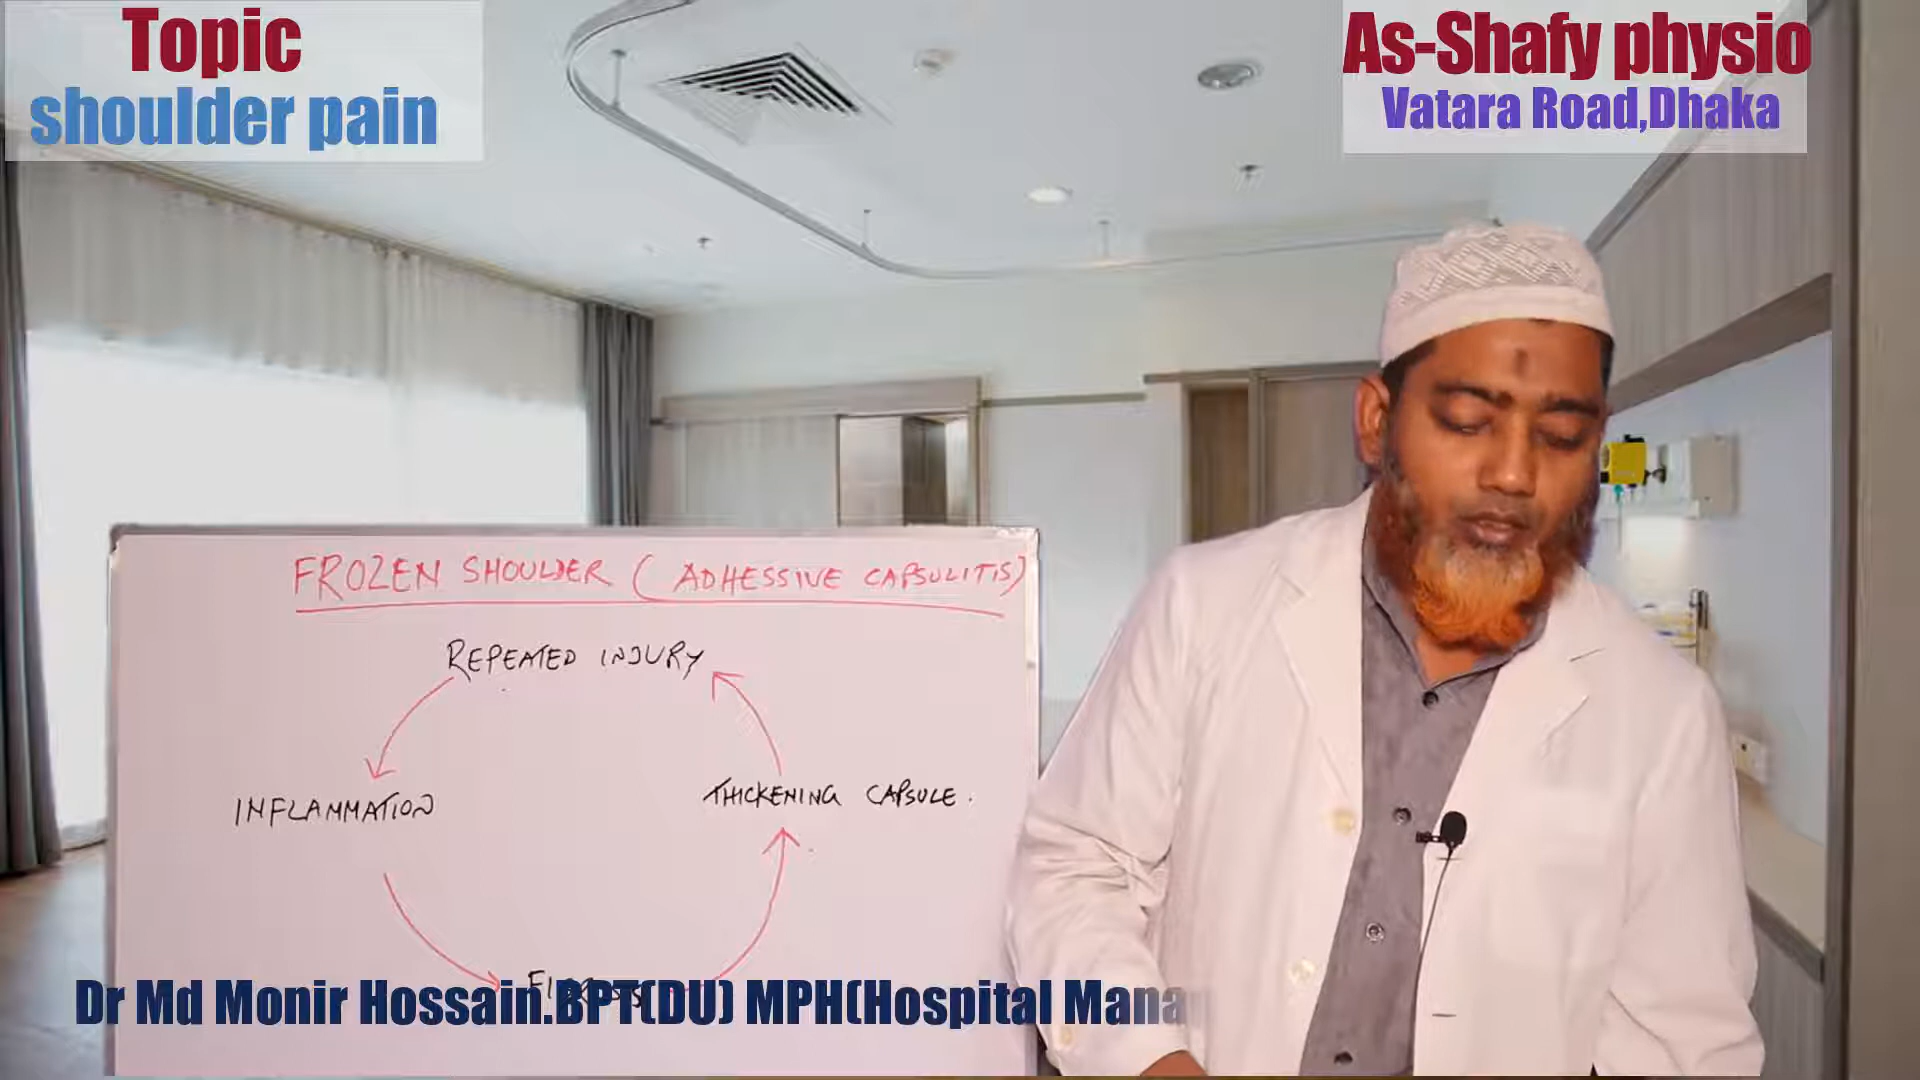 Topic
shoulder pain
As-Shafy physio
Vatara Road,Dhaka
FROZEN SHOULDER (ADHESSIVE CAPSULITIS)
REPEATED INJURY
INFLAMMATION
THICKENING CAPSULE.
Dr Md Monir Hossain.BPT(DU) MPH(Hospital Mana